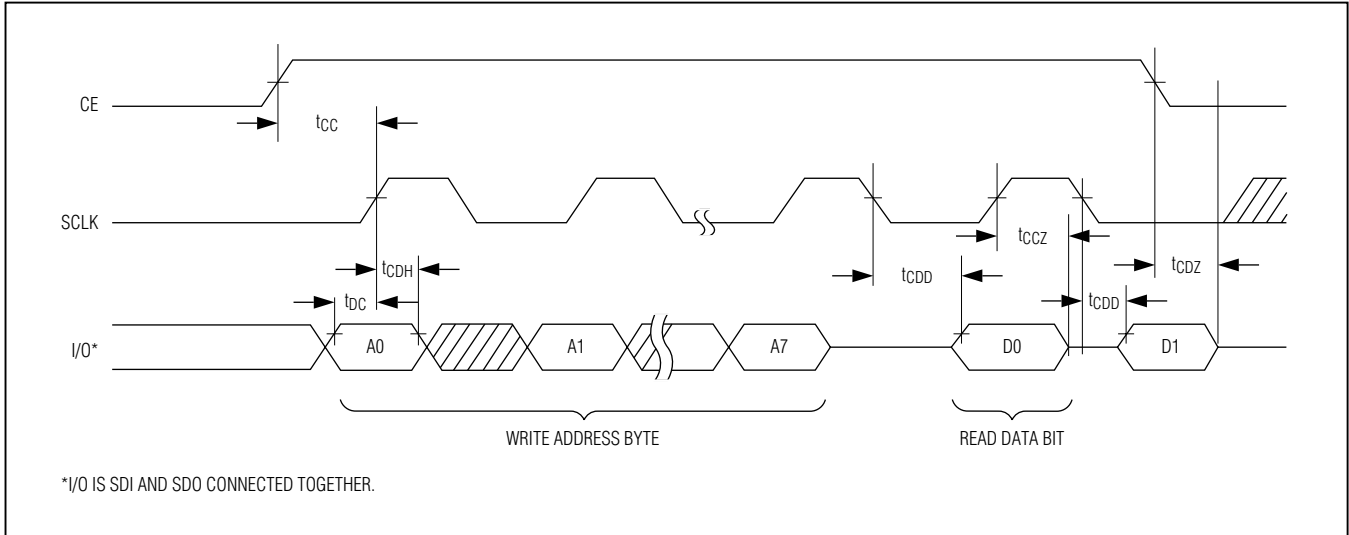 CE
tCC
SCLK
tCCZ
tCDH
tCDD
tCDZ
tDC
tCDD
I/O*
A0
A1
A7
D0
D1
WRITE ADDRESS BYTE
READ DATA BIT
*I/O IS SDI AND SDO CONNECTED TOGETHER.